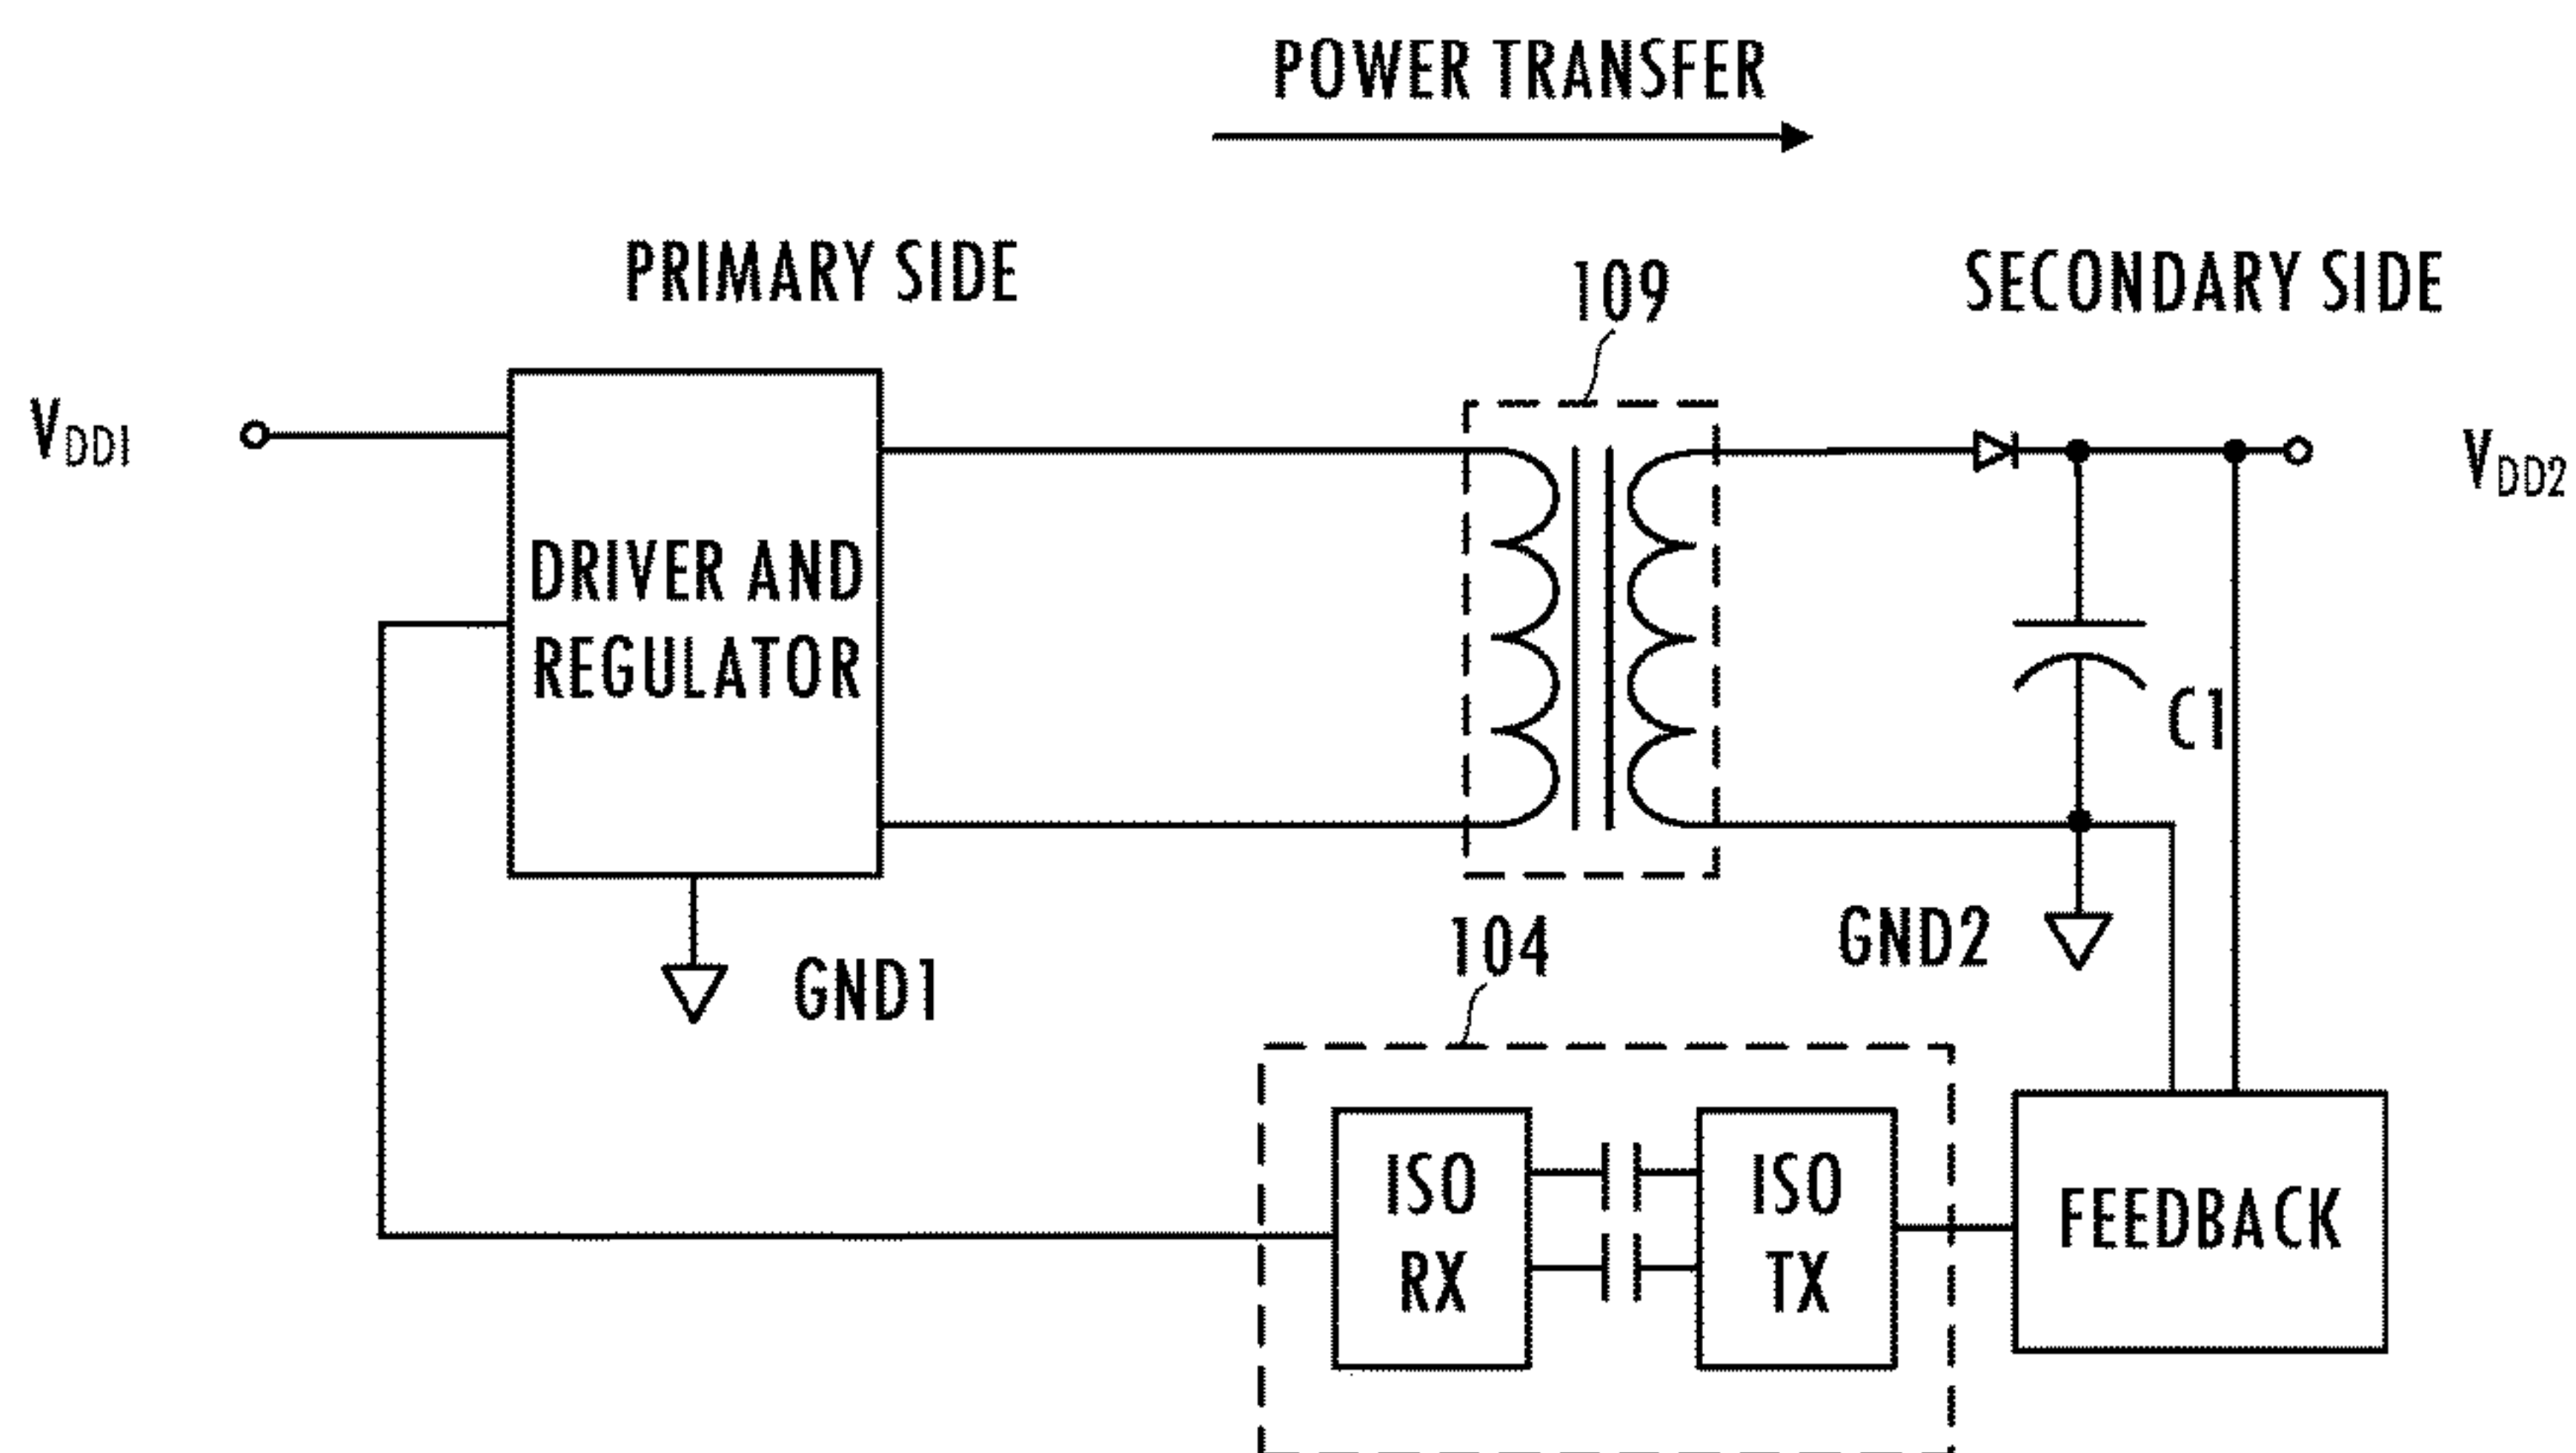 POWER TRANSFER
PRIMARY SIDE
109
SECONDARY SIDE
VDD1
VDD2
DRIVER AND
REGULATOR
C1
GND1
104
GND2
ISO
RX
ISO
TX
FEEDBACK